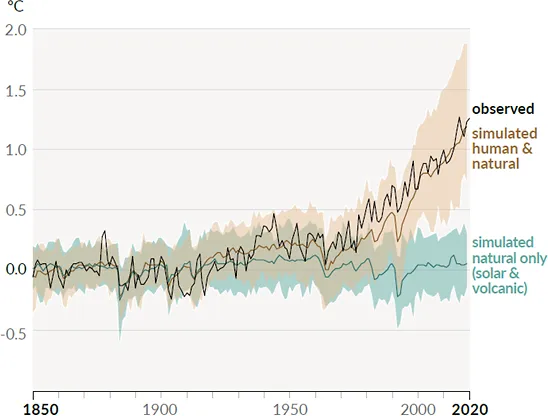 °C
2.0
1.5
1.0
0.5
0.0
-0.5
observed
simulated
human &
natural
simulated
natural only
(solar &
volcanic)
1850
1900
1950
2000
2020